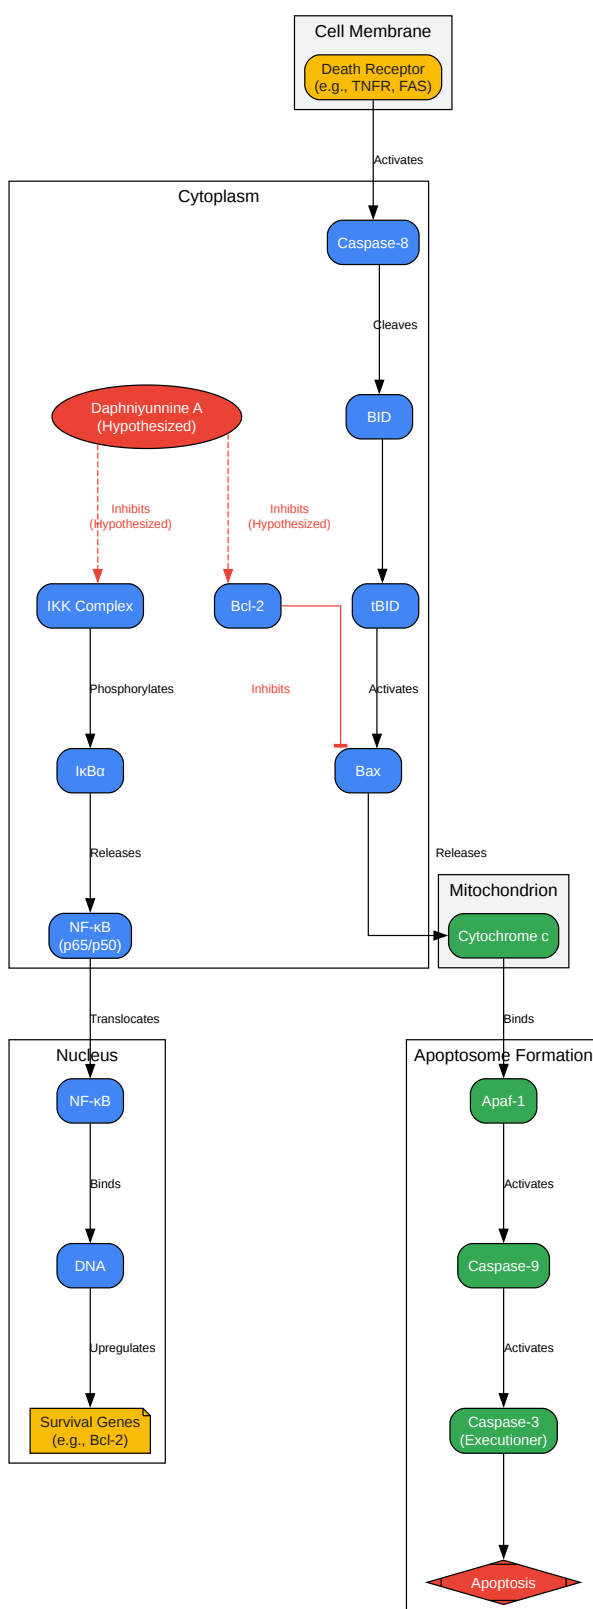 Cell Membrane
Death Receptor
(e.g., TNFR, FAS)
Activates
Cytoplasm
Caspase-8
Cleaves
Daphniyunnine A
(Hypothesized)
BID
Inhibits
(Hypothesized)
Inhibits
(Hypothesized)
IKK Complex
Bcl-2
tBID
Phosphorylates
Inhibits
Activates
IκBα
Bax
Releases
Releases
Mitochondrion
NF-κB
(p65/p50)
Cytochrome c
Translocates
Binds
Nucleus
Apoptosome Formation
NF-κB
Apaf-1
Binds
Activates
DNA
Caspase-9
Upregulates
Activates
Survival Genes
(e.g., Bcl-2)
Caspase-3
(Executioner)
Apoptosis